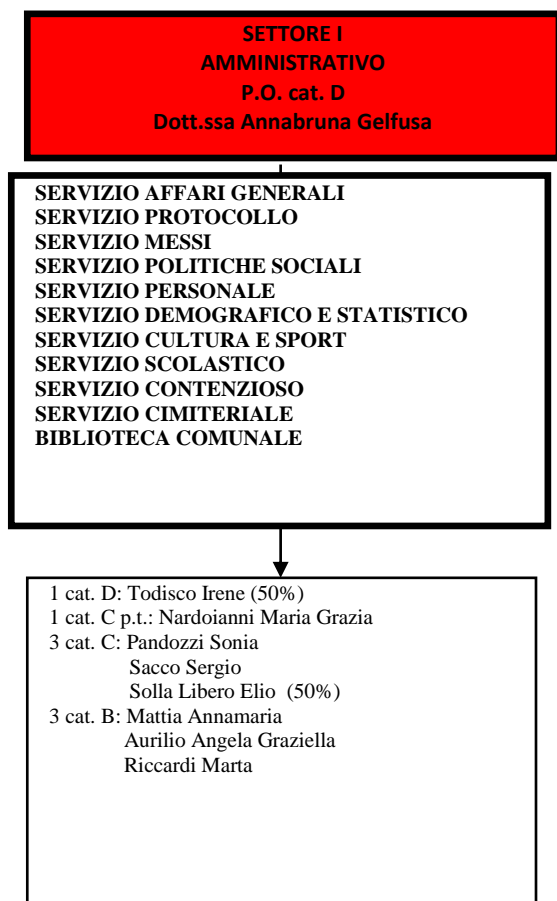 SETTORE I
AMMINISTRATIVO
P.O. cat. D
Dott.ssa Annabruna Gelfusa
SERVIZIO AFFARI GENERALI
SERVIZIO PROTOCOLLO
SERVIZIO MESSI
SERVIZIO POLITICHE SOCIALI
SERVIZIO PERSONALE
SERVIZIO DEMOGRAFICO E STATISTICO
SERVIZIO CULTURA E SPORT
SERVIZIO SCOLASTICO
SERVIZIO CONTENZIOSO
SERVIZIO CIMITERIALE
BIBLIOTECA COMUNALE
1 cat. D: Todisco Irene (50%)
1 cat. C p.t.: Nardoianni Maria Grazia
3 cat. C: Pandozzi Sonia
Sacco Sergio
Solla Libero Elio (50%)
3 cat. B: Mattia Annamaria
Aurilio Angela Graziella
Riccardi Marta